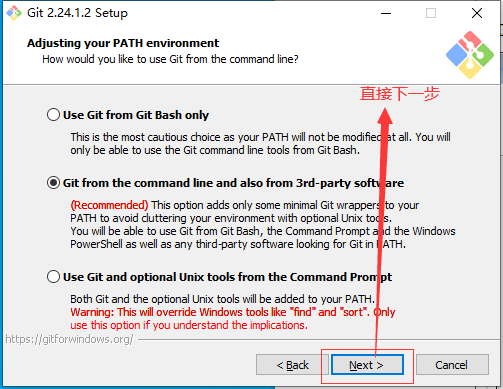 Git 2.24.1.2 Setup
Adjusting your PATH environment
How would you like to use Git from the command line?
直接下一步
Use Git from Git Bash only
This is the most cautious choice as your PATH will not be modified at all. You will
only be able to use the Git command line tools from Git Bash.
Git from the command line and also from 3rd-party software
(Recommended) This option adds only some minimal Git wrappers to your
PATH to avoid cluttering your environment with optional Unix tools.
You will be able to use Git from Git Bash, the Command Prompt and the Windows
PowerShell as well as any third-party software looking for Git in PATH.
Use Git and optional Unix tools from the Command Prompt
Both Git and the optional Unix tools will be added to your PATH.
Warning: This will override Windows tools like "find" and "sort". Only
use this option if you understand the implications.
https://gitforwindows.org/
< Back
Next >
Cancel